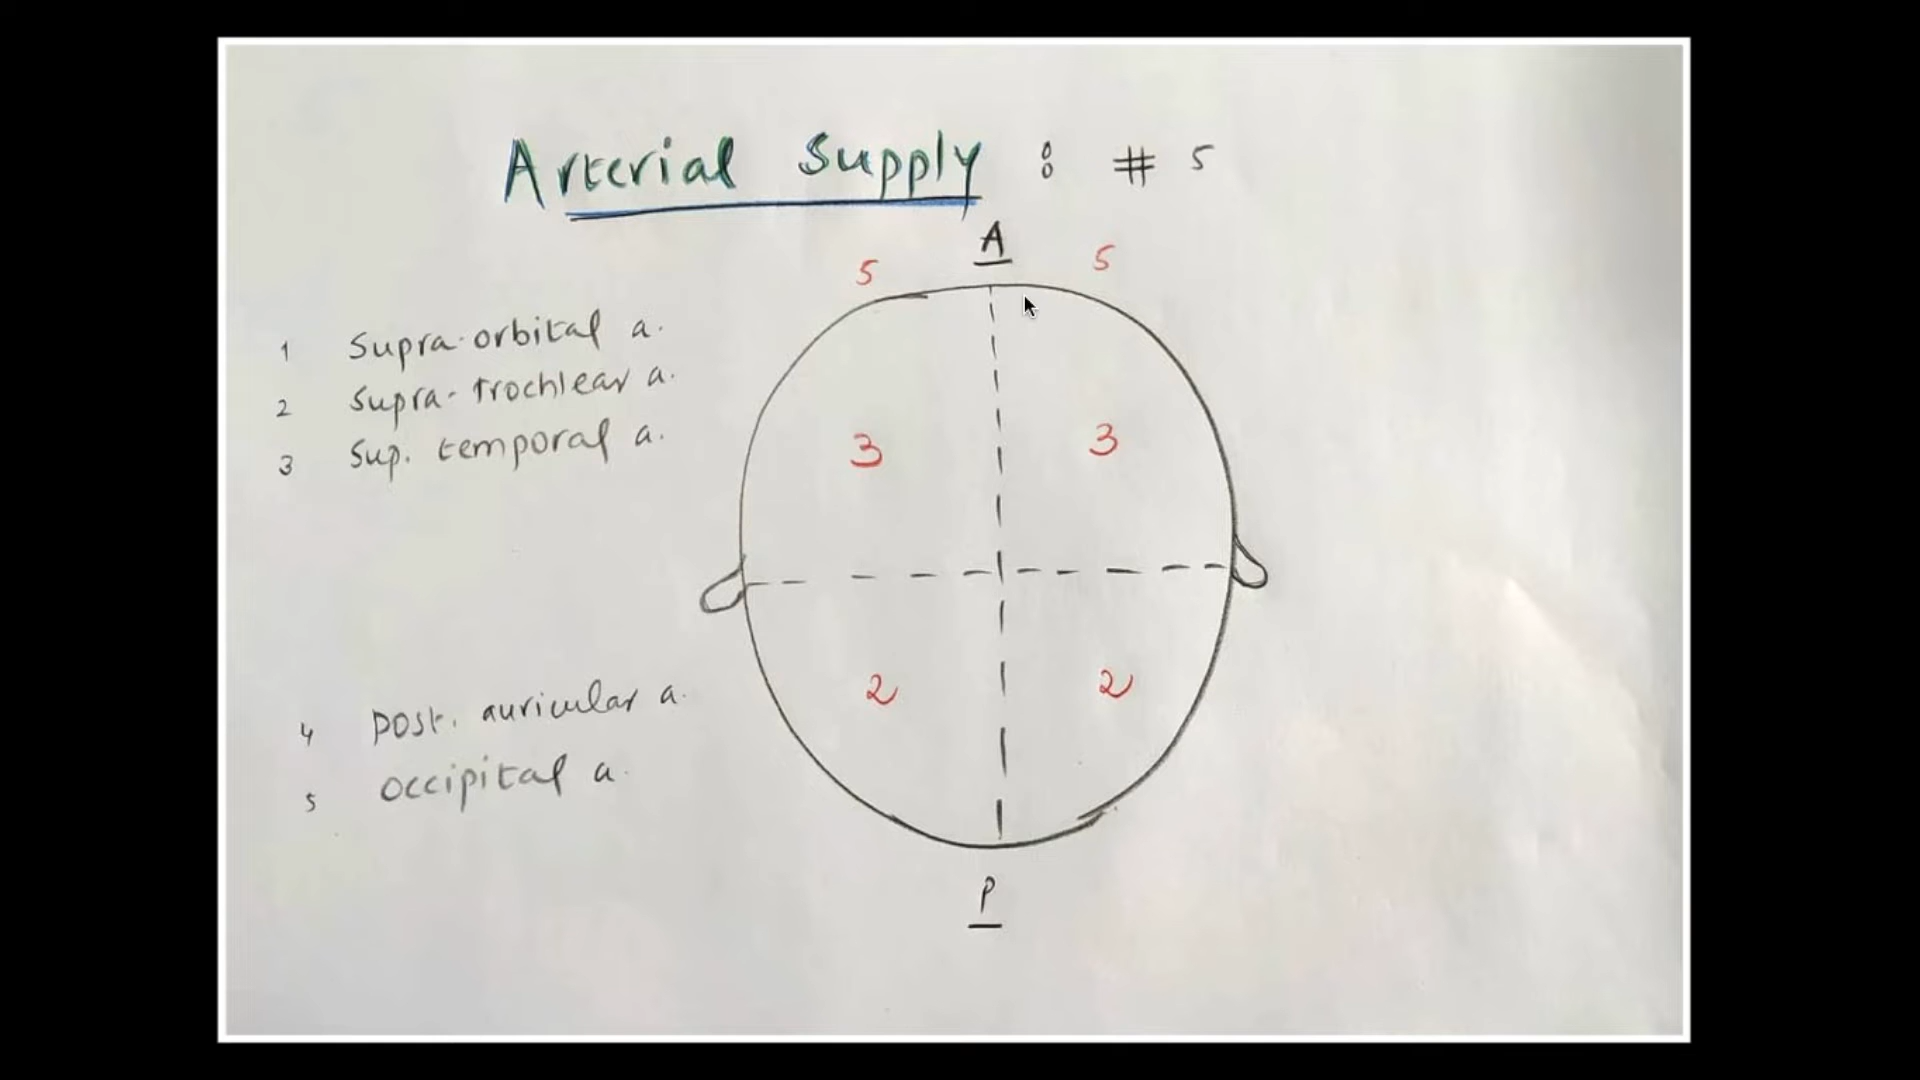 Arterial Supply : # 5
A
5 5
1 Supra-orbital a.
2 Supra-trochlear a.
3 Sup. temporal a.
3 3
2 2
4 post. auricular a.
5 occipital a.
P